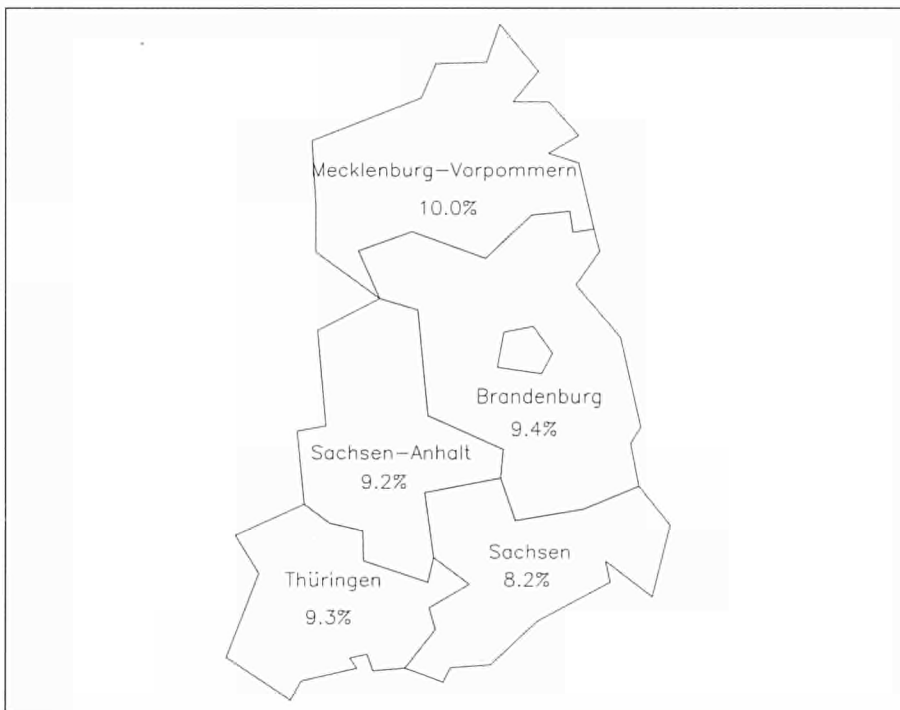 Mecklenburg-Vorpommern
10.0%
Brandenburg
9.4%
Sachsen-Anhalt
9.2%
Sachsen
8.2%
Thüringen
9.3%